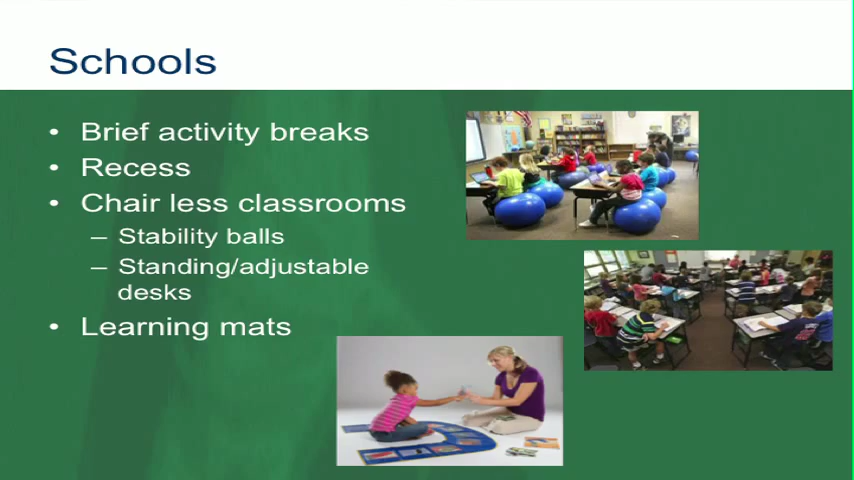 Schools
• Brief activity breaks
• Recess
• Chair less classrooms
– Stability balls
– Standing/adjustable
desks
• Learning mats